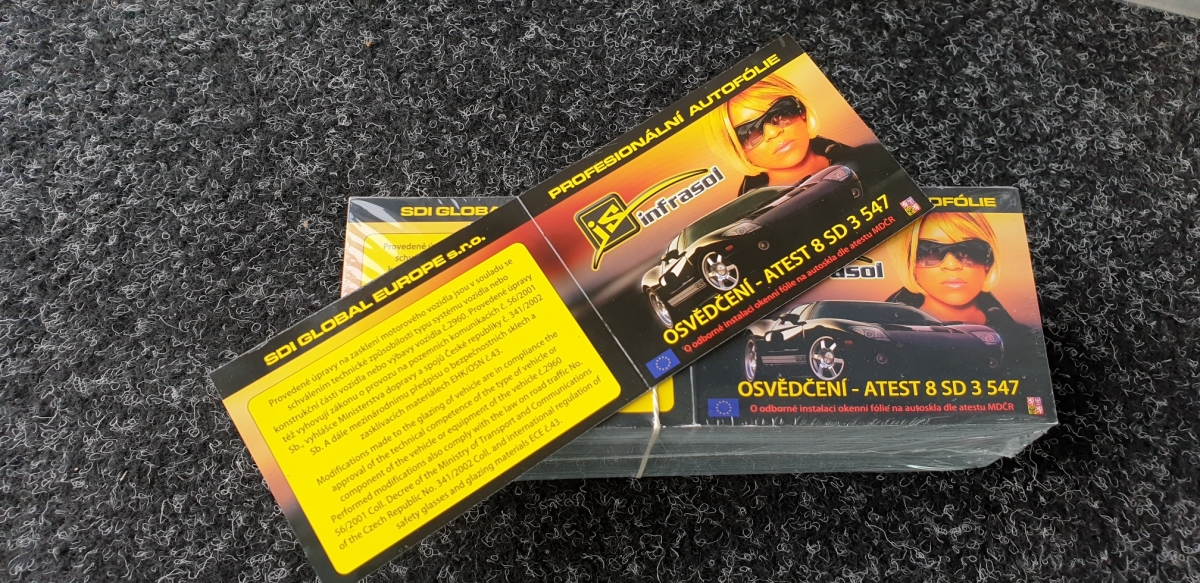 SDI GLOBAL EUROPE s.r.o.
Provedené úpravy na zasklení motorového vozidla jsou v souladu se
schválením technické způsobilosti typu systému vozidla nebo
konstrukční části vozidla nebo výbavy vozidla č.2960. Provedené úpravy
též vyhovují zákonu o provozu na pozemních komunikacích č. 56/2001
Sb., vyhlášce Ministerstva dopravy a spojů České republiky č. 341/2002
Sb. A dále mezinárodnímu předpisu o bezpečnostních sklech a
zasklívacích materiálech EHK/OSN č.43.
Modifications made to the glazing of vehicle are in compliance the
approval of the technical competence of the type of vehicle or
component of the vehicle or equipment of the vehicle č.2960
Performed modifications also comply with the law on road traffic No.
56/2001 Coll. Decree of the Ministry of Transport and Communications
of the Czech Republic No. 341/2002 Coll. and international regulation of
safety glasses and glazing materials ECE č.43.
PROFESIONÁLNÍ AUTOFÓLIE
iS infrasol
OSVĚDČENÍ - ATEST 8 SD 3 547
O odborné instalaci okenní fólie na autoskla dle atestu MDČR
SDI GLOBA
Provedené
FÓLIE
sol
OSVĚDČENÍ - ATEST 8 SD 3 547
O odborné instalaci okenní fólie na autoskla dle atestu MDČR